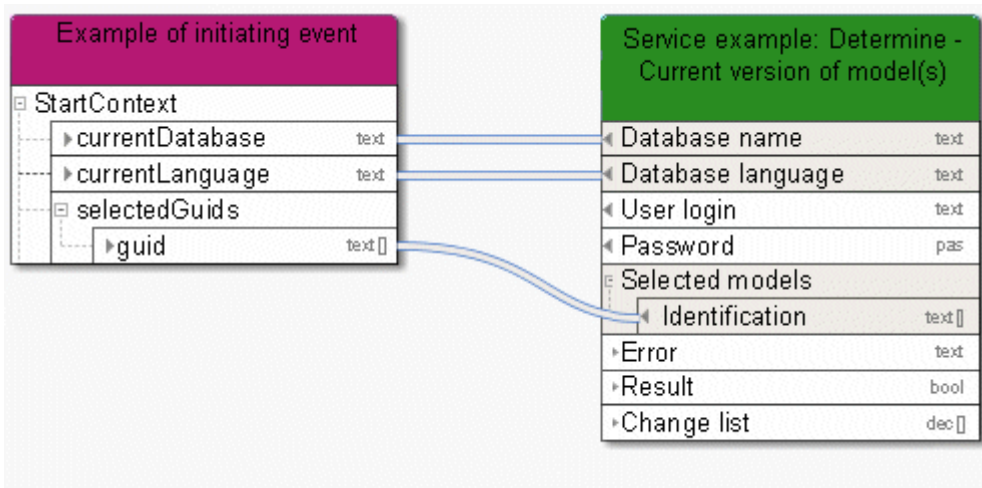 Example of initiating event
StartContext
currentDatabase text
currentLanguage text
selectedGuids
guid text[]
Service example: Determine -
Current version of model(s)
Database name text
Database language text
User login text
Password pas
Selected models
Identification text[]
Error text
Result bool
Change list dec[]